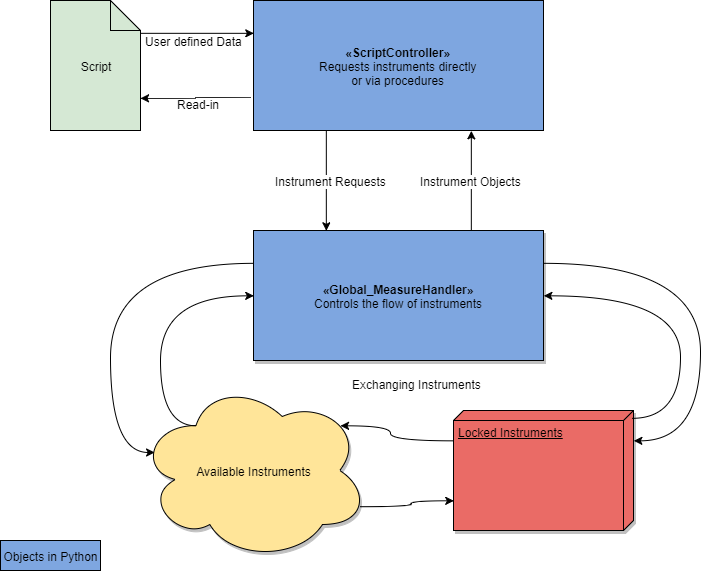 User defined Data
Script
Read-in
«ScriptController»
Requests instruments directly
or via procedures
Instrument Requests
Instrument Objects
«Global_MeasureHandler»
Controls the flow of instruments
Exchanging Instruments
Available Instruments
Locked Instruments
Objects in Python